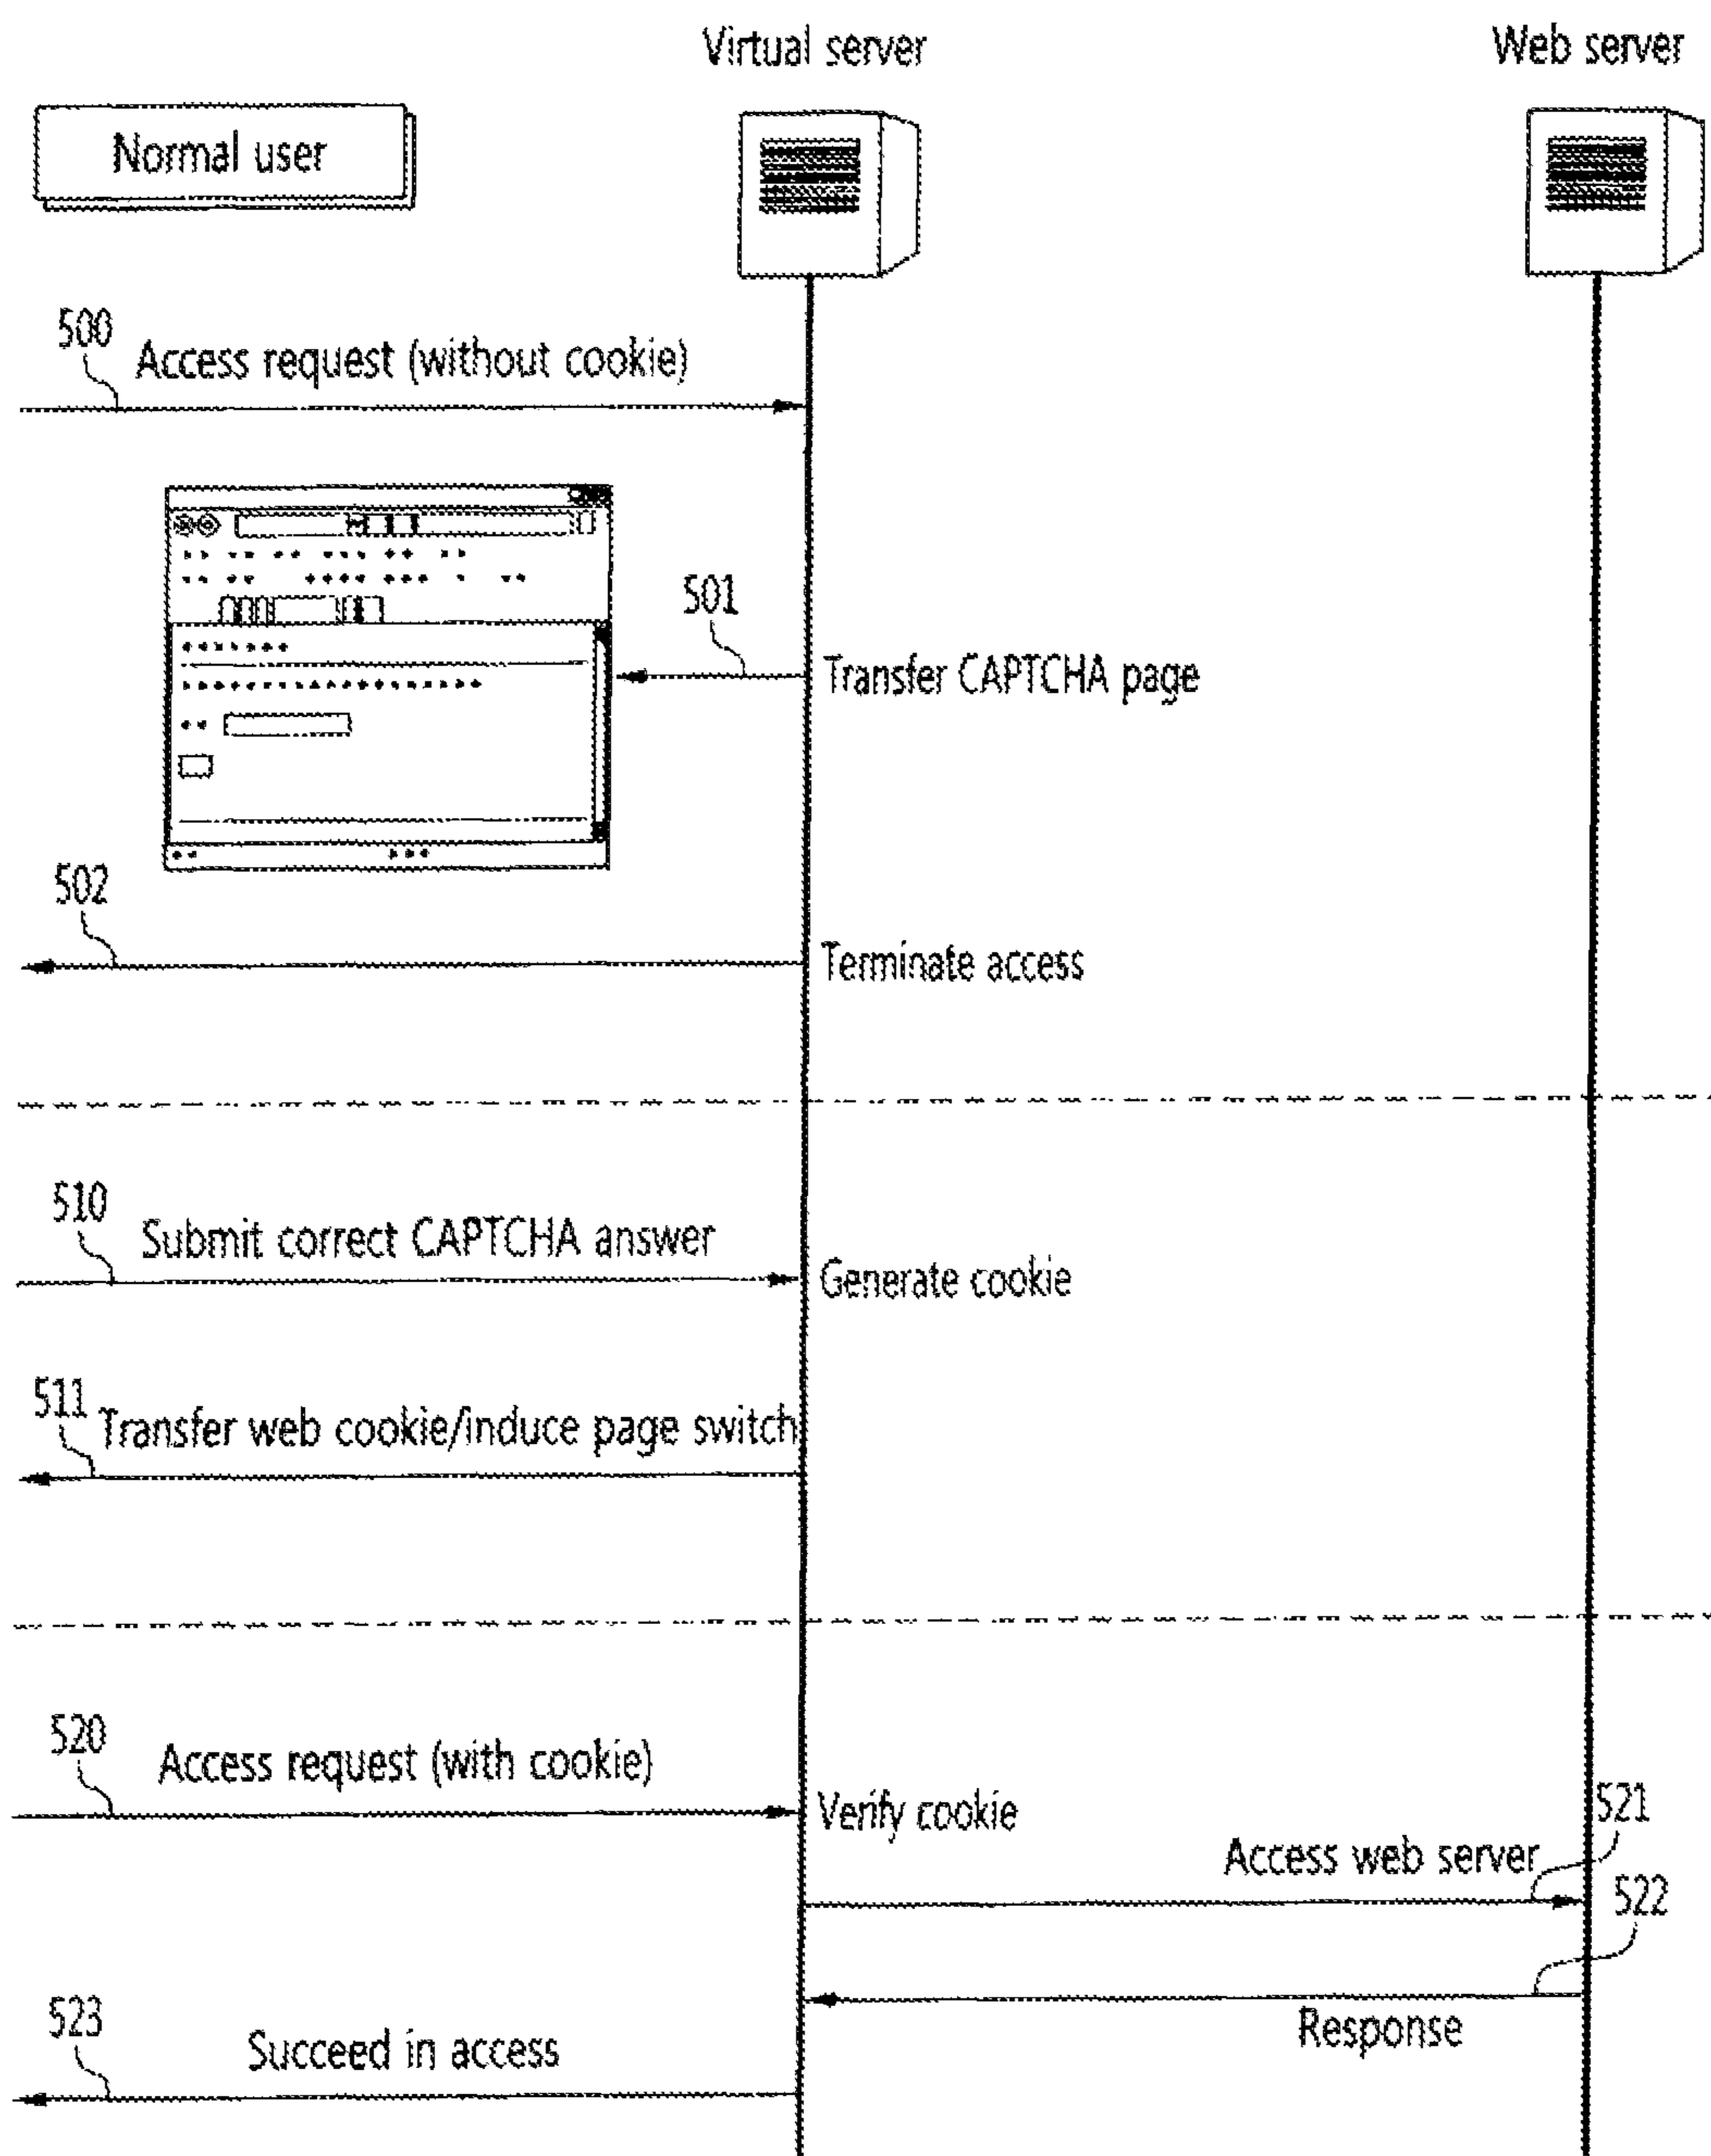 Virtual server
Web server
Normal user
500
Access request (without cookie)
501
Transfer CAPTCHA page
502
Terminate access
510
Submit correct CAPTCHA answer
Generate cookie
511
Transfer web cookie/induce page switch
520
Access request (with cookie)
Verify cookie
521
Access web server
522
Response
523
Succeed in access